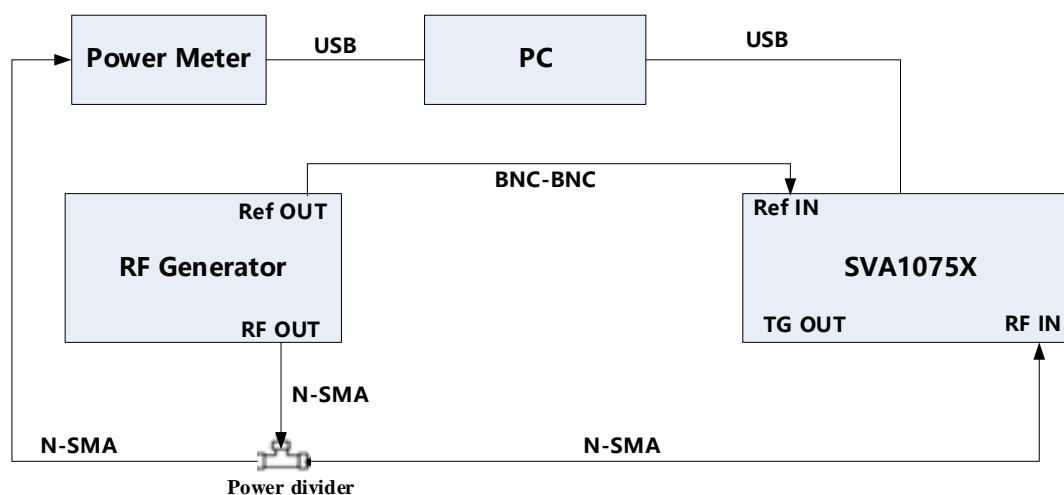 USB
USB
Power Meter
PC
BNC-BNC
Ref OUT
Ref IN
RF Generator
SVA1075X
RF OUT
TG OUT
RF IN
N-SMA
N-SMA
N-SMA
Power divider